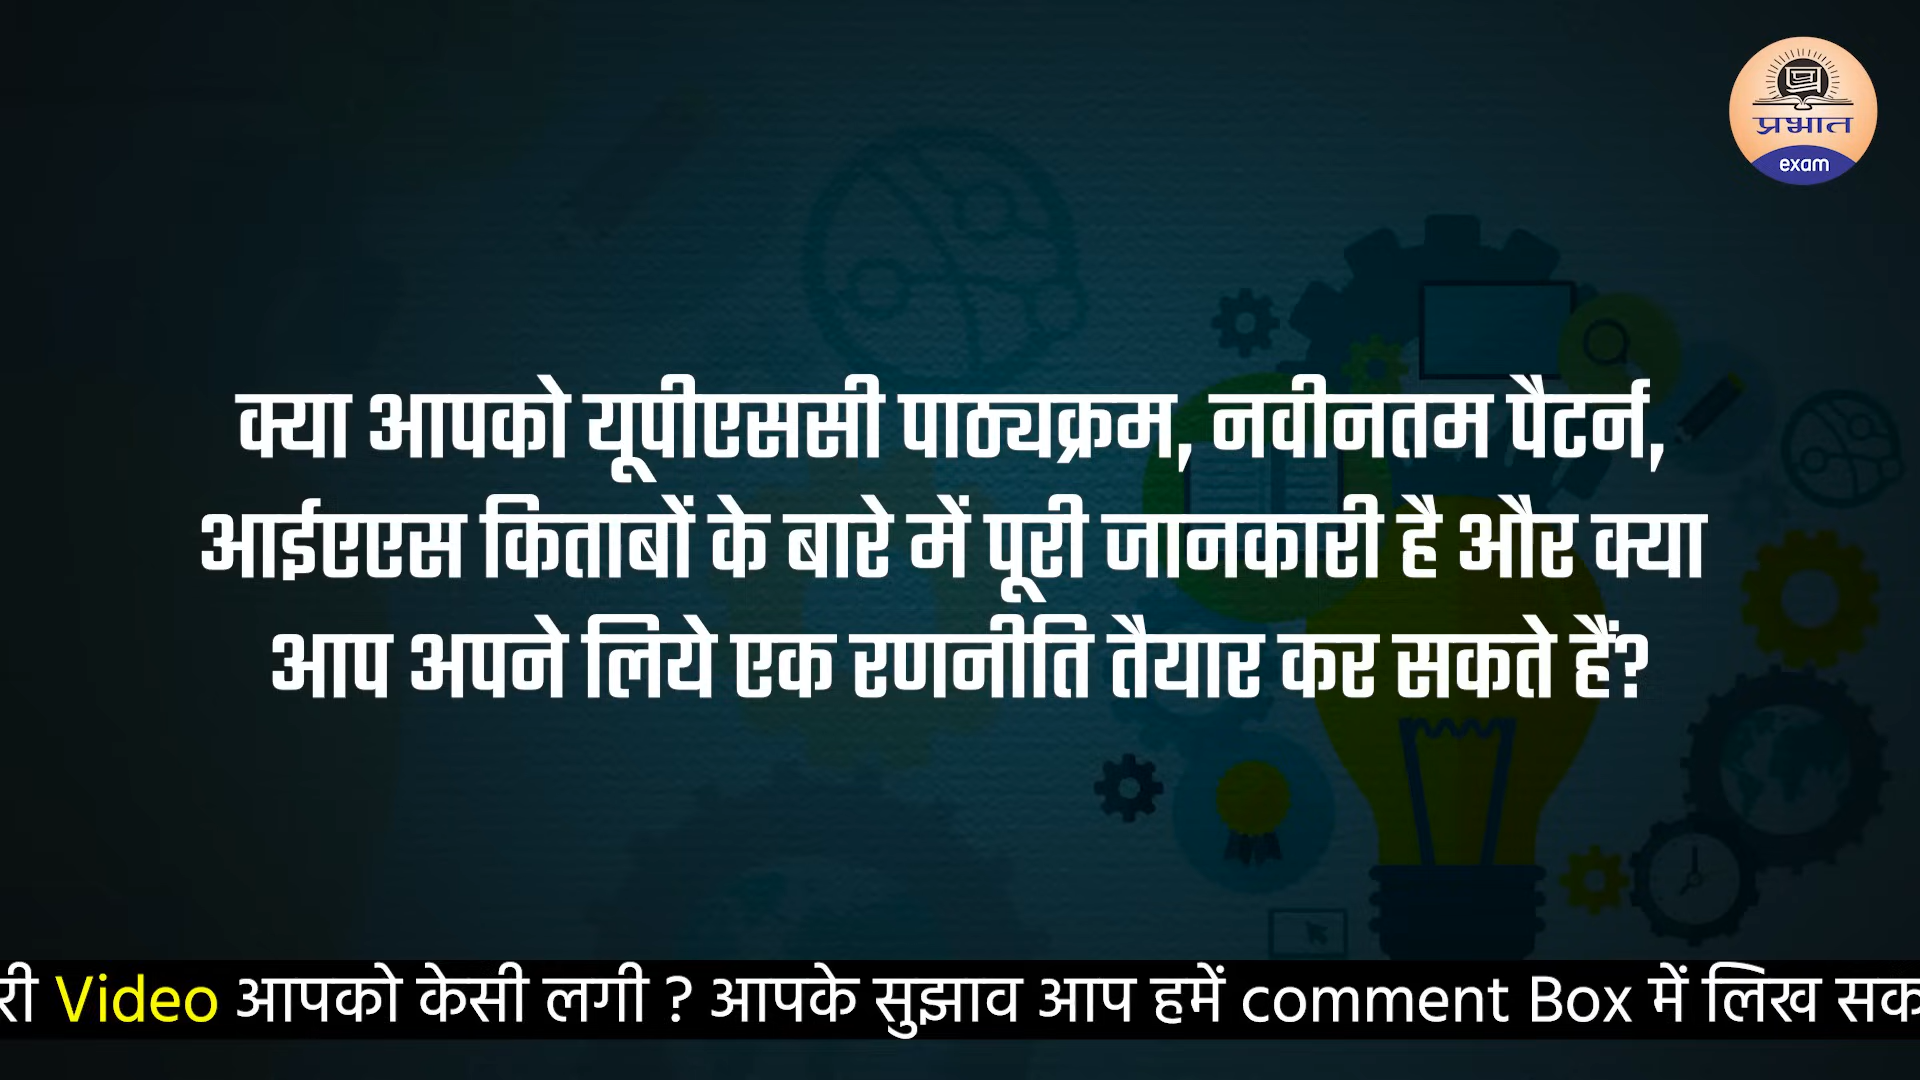 प्रभात
exam
क्या आपको यूपीएससी पाठ्यक्रम, नवीनतम पैटर्न,
आईएएस किताबों के बारे में पूरी जानकारी है और क्या
आप अपने लिये एक रणनीति तैयार कर सकते हैं?
री Video आपको केसी लगी ? आपके सुझाव आप हमें comment Box में लिख सक